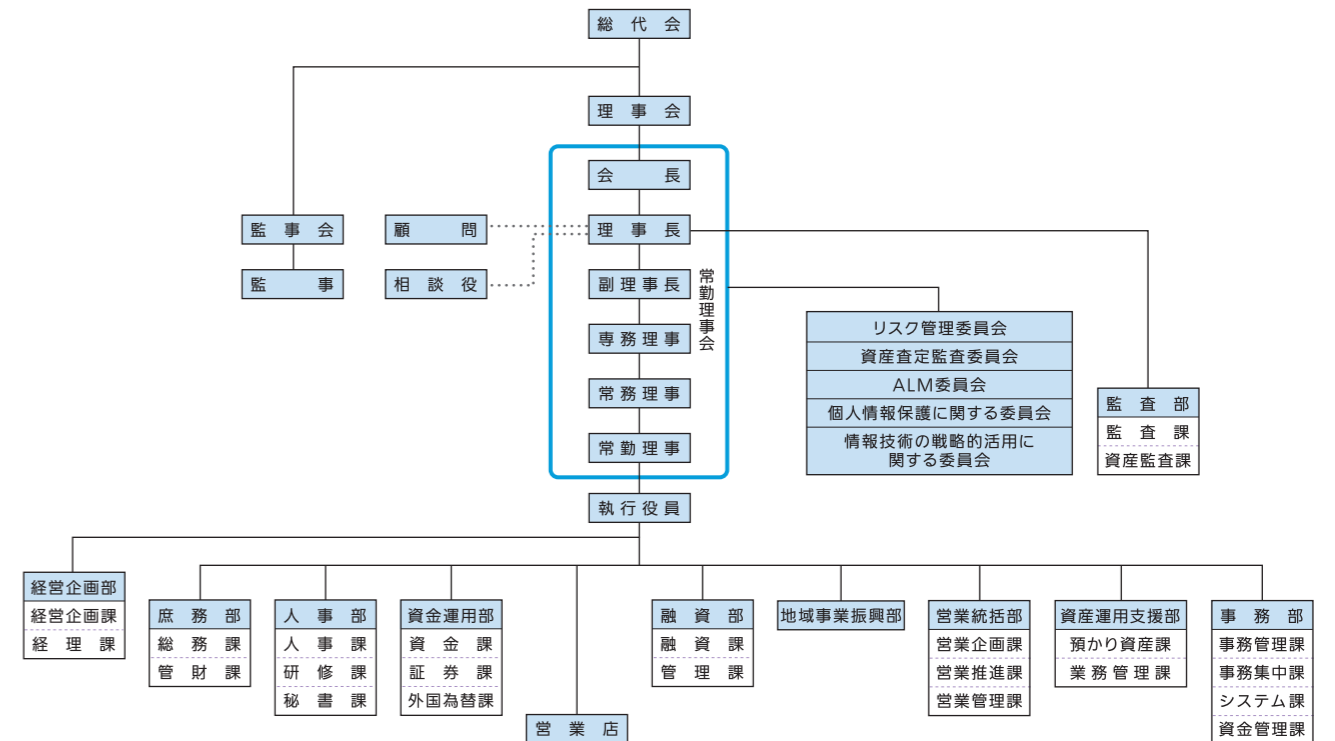 総代会
理事会
会長
理事長
副理事長
専務理事
常務理事
常勤理事
常勤理事会
監事会
監事
顧問
相談役
リスク管理委員会
資産査定監査委員会
ALM委員会
個人情報保護に関する委員会
情報技術の戦略的活用に
関する委員会
監査部
監査課
資産監査課
執行役員
経営企画部
経営企画課
経理課
庶務部
総務課
管財課
人事部
人事課
研修課
秘書課
資金運用部
資金課
証券課
外国為替課
営業店
融資部
融資課
管理課
地域事業振興部
営業統括部
営業企画課
営業推進課
営業管理課
資産運用支援部
預かり資産課
業務管理課
事務部
事務管理課
事務集中課
システム課
資金管理課